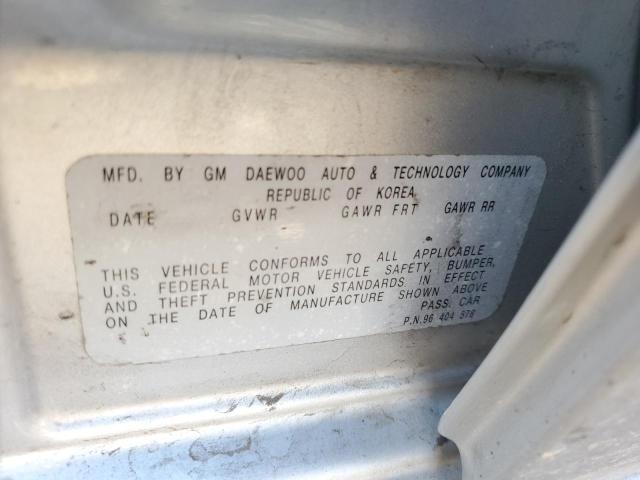 MFD. BY GM DAEWOO AUTO & TECHNOLOGY COMPANY
REPUBLIC OF KOREA
DATE GVWR GAWR FRT GAWR RR
THIS VEHICLE CONFORMS TO ALL APPLICABLE
U.S. FEDERAL MOTOR VEHICLE SAFETY, BUMPER,
AND THEFT PREVENTION STANDARDS IN EFFECT
ON THE DATE OF MANUFACTURE SHOWN ABOVE
PASS. CAR
P.N.96 404 578